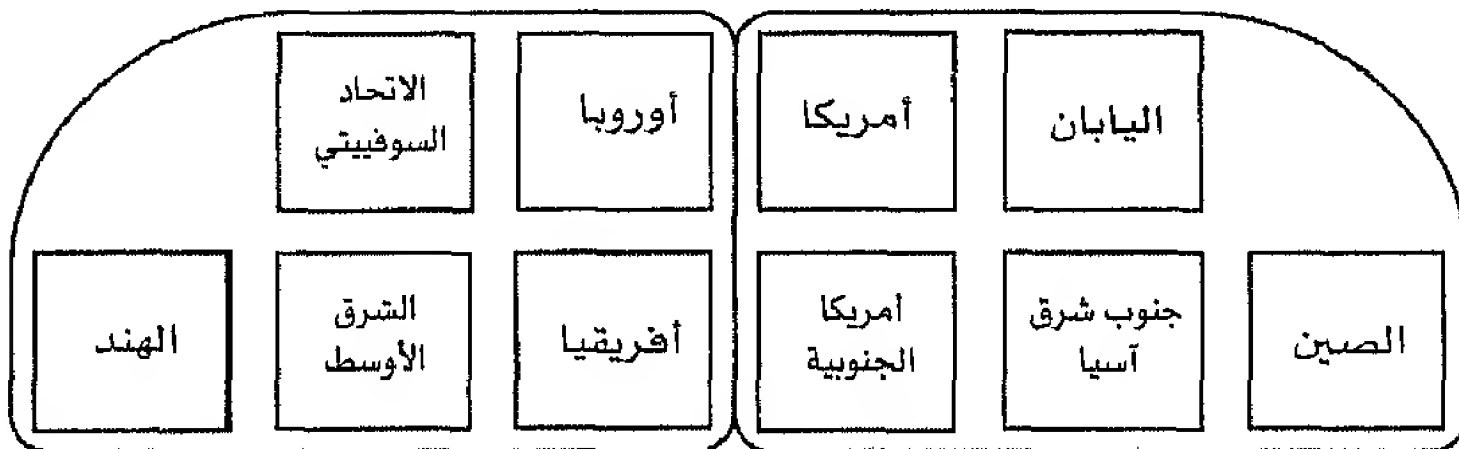 اليابان
أمريكا
أوروبا
الاتحاد
السوفييتي
الصين
جنوب شرق
آسيا
أمريكا
الجنوبية
أفريقيا
الشرق
الأوسط
الهند